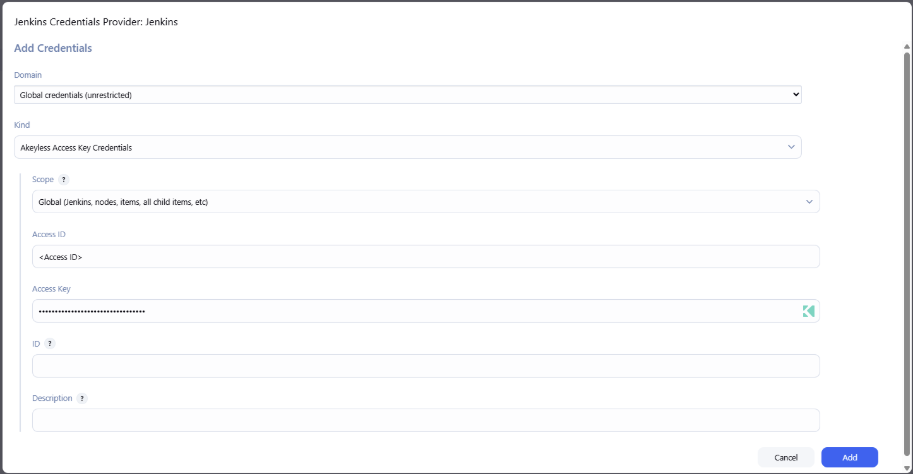 Jenkins Credentials Provider: Jenkins
Add Credentials
Domain
Global credentials (unrestricted)
Kind
Akeyless Access Key Credentials
Scope ?
Global (Jenkins, nodes, items, all child items, etc)
Access ID
<Access ID>
Access Key
••••••••••••••••••••••••••••••••••
ID ?
Description ?
Cancel Add